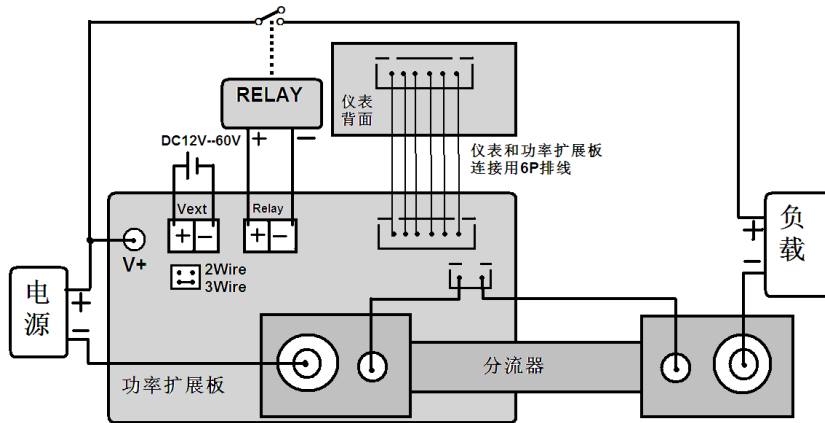 RELAY
+ −
仪表
背面
DC12V--60V
仪表和功率扩展板
连接用6P排线
Vext
Relay
+ −
+ −
V+
2Wire
3Wire
负载
+
−
电源
+
−
分流器
功率扩展板